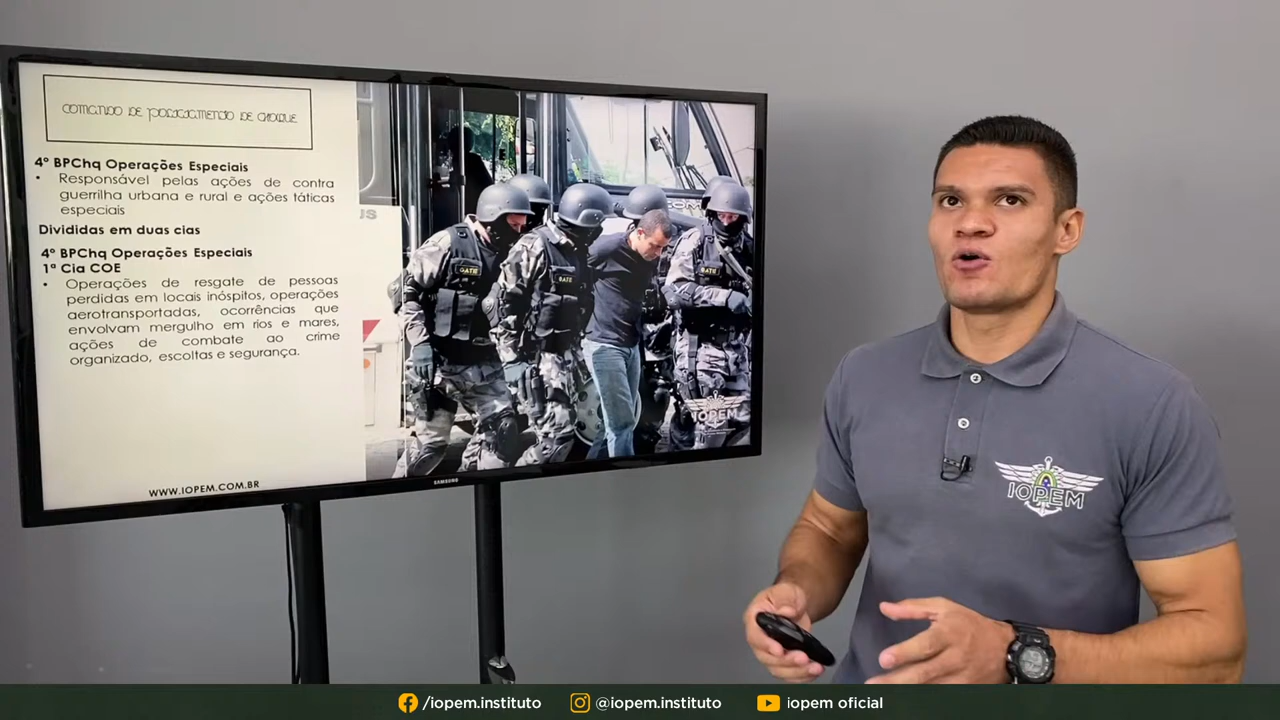 COMANDO DE POLICIAMENTO DE CHOQUE
4º BPChq Operações Especiais
• Responsável pelas ações de contra
guerrilha urbana e rural e ações táticas
especiais
Divididas em duas cias
4º BPChq Operações Especiais
1ª Cia COE
• Operações de resgate de pessoas
perdidas em locais inóspitos, operações
aerotransportadas, ocorrências que
envolvam mergulho em rios e mares,
ações de combate ao crime
organizado, escoltas e segurança.
WWW.IOPEM.COM.BR
GATE
GATE
GATE
IOPEM
SAMSUNG
IOPEM
/iopem.instituto
@iopem.instituto
iopem oficial